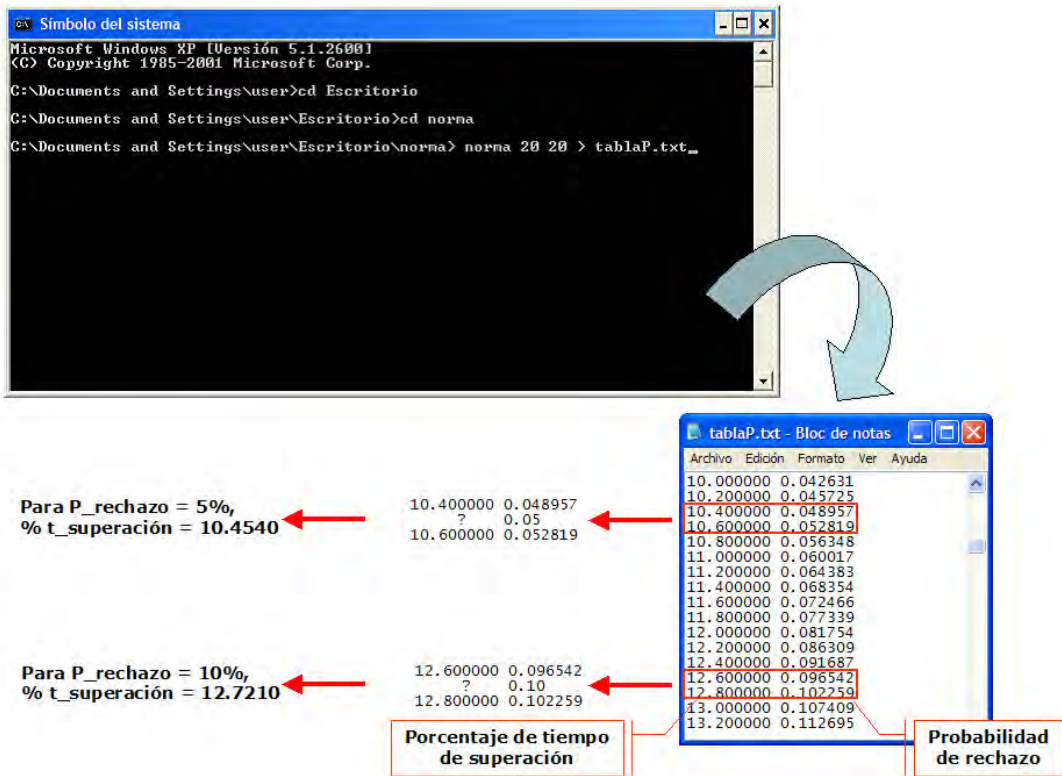 Símbolo del sistema
Microsoft Windows XP [Versión 5.1.2600]
(C) Copyright 1985-2001 Microsoft Corp.
C:\Documents and Settings\user>cd Escritorio
C:\Documents and Settings\user\Escritorio>cd norma
C:\Documents and Settings\user\Escritorio\norma> norma 20 20 > tablaP.txt_
tablaP.txt - Bloc de notas
Archivo Edición Formato Ver Ayuda
10.000000 0.042631
10.200000 0.045725
10.400000 0.048957
10.600000 0.052819
10.800000 0.056348
11.000000 0.060017
11.200000 0.064383
11.400000 0.068354
11.600000 0.072466
11.800000 0.077339
12.000000 0.081754
12.200000 0.086309
12.400000 0.091687
12.600000 0.096542
12.800000 0.102259
13.000000 0.107409
13.200000 0.112695
Para P_rechazo = 5%,
% t_superación = 10.4540
10.400000 0.048957
? 0.05
10.600000 0.052819
Para P_rechazo = 10%,
% t_superación = 12.7210
12.600000 0.096542
? 0.10
12.800000 0.102259
Porcentaje de tiempo
de superación
Probabilidad
de rechazo